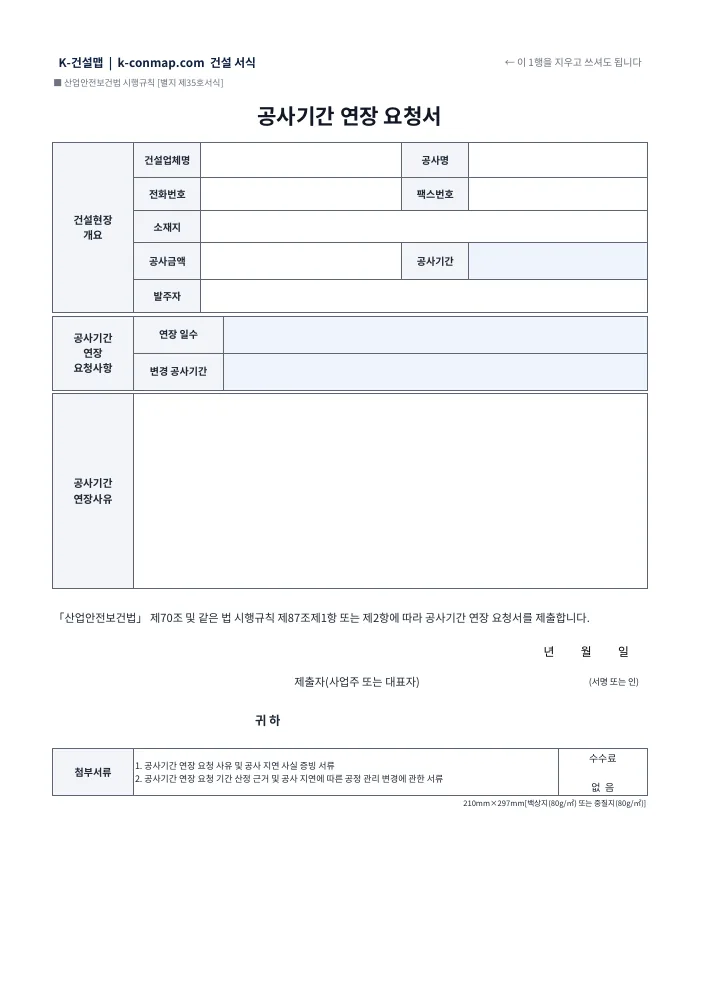 K-건설맵 | k-conmap.com 건설 서식
← 이 1행을 지우고 쓰셔도 됩니다
■ 산업안전보건법 시행규칙 [별지 제35호서식]
공사기간 연장 요청서
건설현장
개요
건설업체명
공사명
전화번호
팩스번호
소재지
공사금액
공사기간
발주자
공사기간
연장
요청사항
연장 일수
변경 공사기간
공사기간
연장사유
「산업안전보건법」 제70조 및 같은 법 시행규칙 제87조제1항 또는 제2항에 따라 공사기간 연장 요청서를 제출합니다.
년 월 일
제출자(사업주 또는 대표자)
(서명 또는 인)
귀 하
첨부서류
1. 공사기간 연장 요청 사유 및 공사 지연 사실 증빙 서류
2. 공사기간 연장 요청 기간 산정 근거 및 공사 지연에 따른 공정 관리 변경에 관한 서류
수수료
없 음
210mm×297mm[백상지(80g/㎡) 또는 중질지(80g/㎡)]